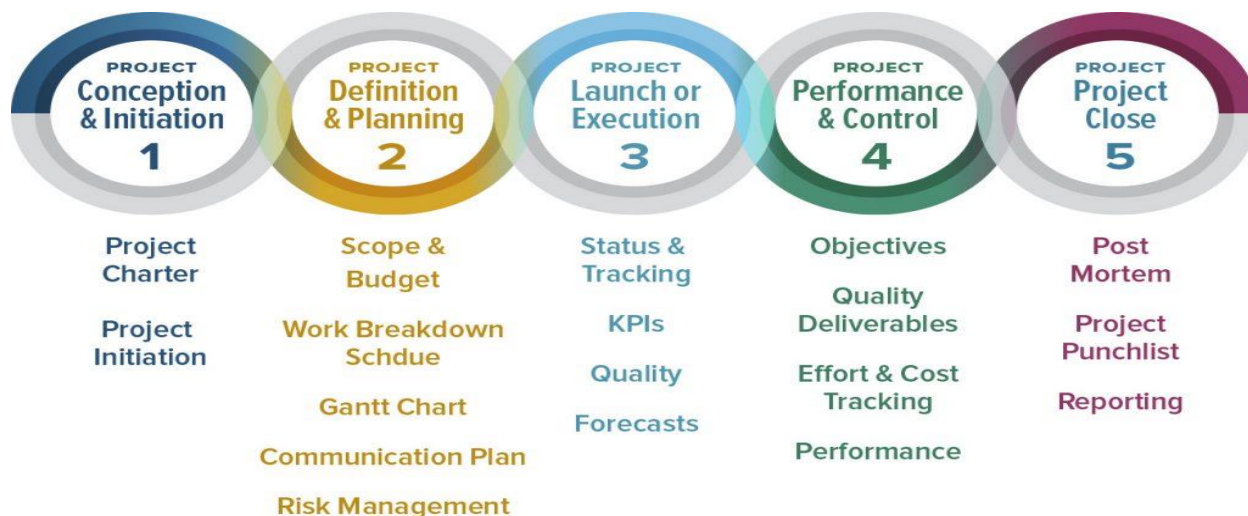 PROJECT
Conception
& Initiation
1
Project
Charter
Project
Initiation
PROJECT
Definition
& Planning
2
Scope &
Budget
Work Breakdown
Schdue
Gantt Chart
Communication Plan
Risk Management
PROJECT
Launch or
Execution
3
Status &
Tracking
KPIs
Quality
Forecasts
PROJECT
Performance
& Control
4
Objectives
Quality
Deliverables
Effort & Cost
Tracking
Performance
PROJECT
Project
Close
5
Post
Mortem
Project
Punchlist
Reporting